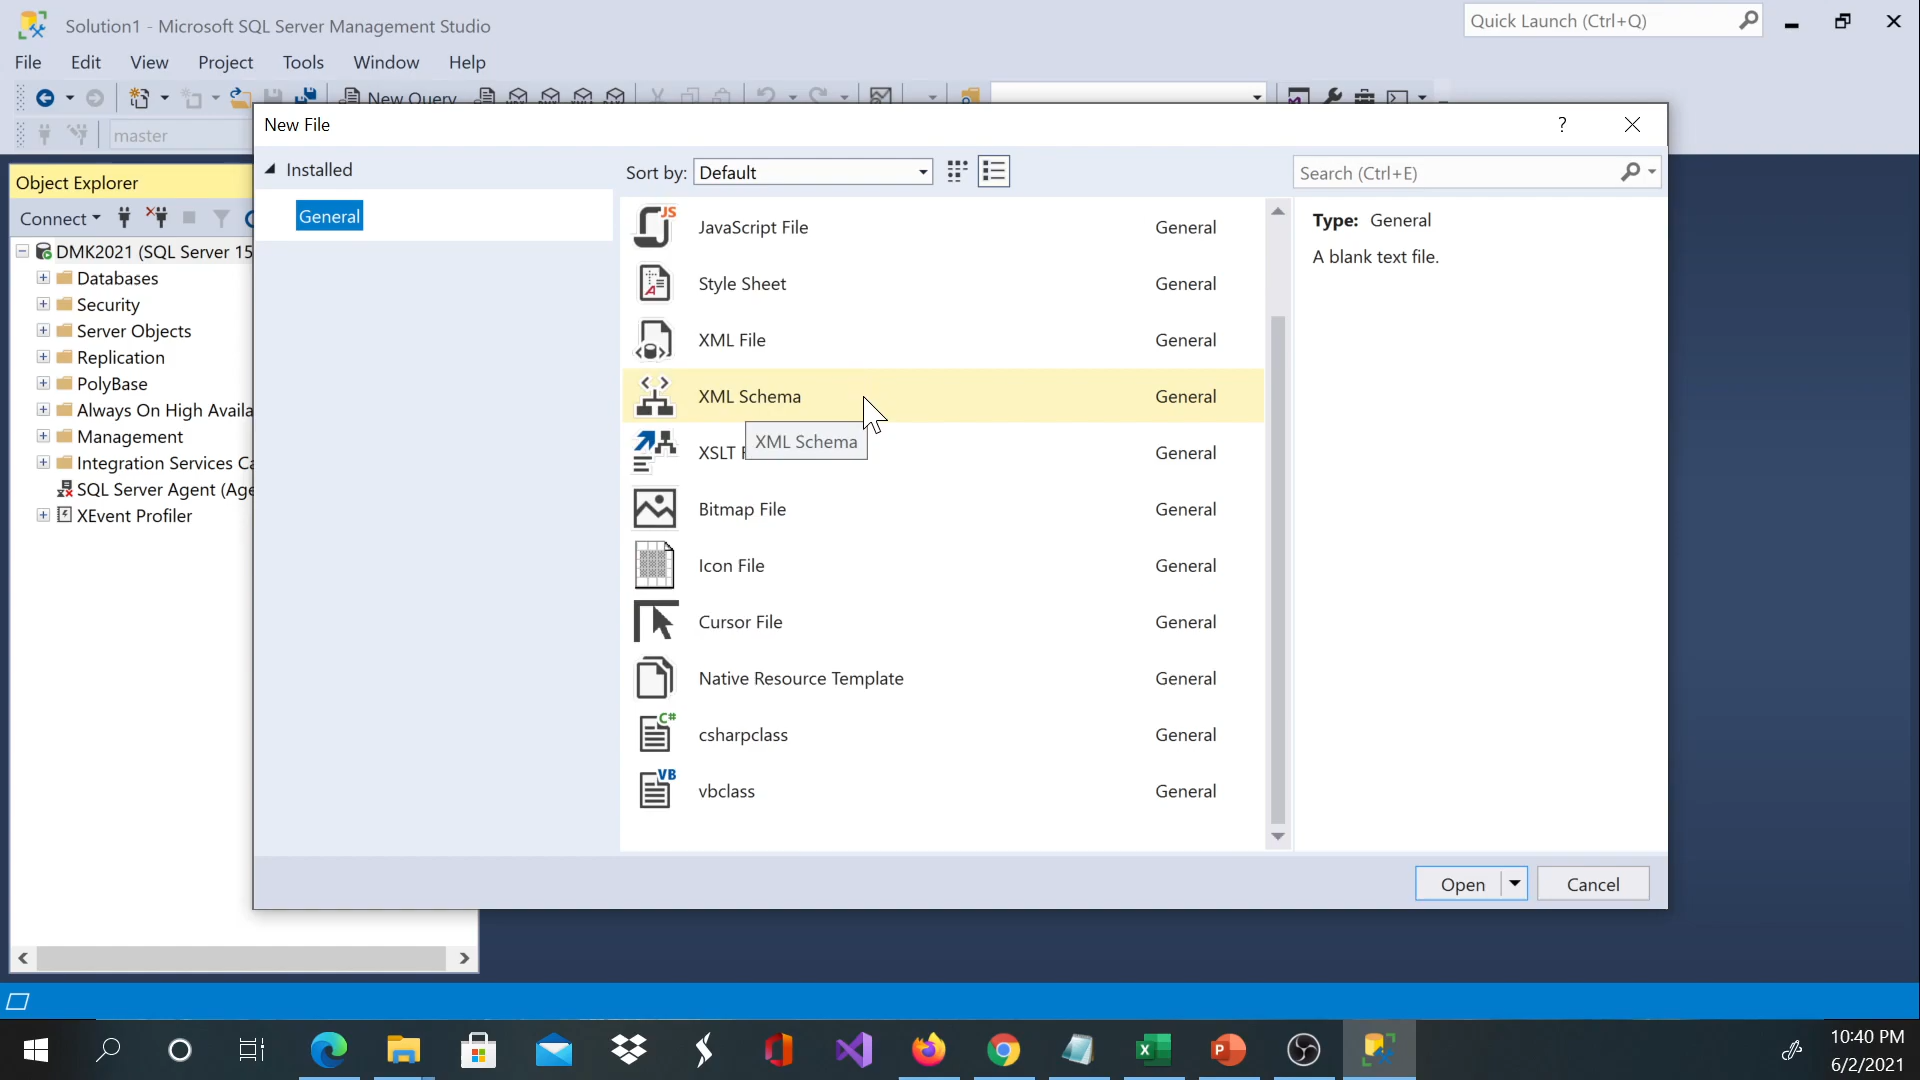 Solution1 - Microsoft SQL Server Management Studio
Quick Launch (Ctrl+Q)
File Edit View Project Tools Window Help
New Query
master
New File
?
Installed
General
Sort by: Default
Search (Ctrl+E)
Object Explorer
Connect
DMK2021 (SQL Server 15
Databases
Security
Server Objects
Replication
PolyBase
Always On High Availa
Management
Integration Services Ca
SQL Server Agent (Age
XEvent Profiler
JavaScript File General
Style Sheet General
XML File General
XML Schema General
XML Schema
XSLT F General
Bitmap File General
Icon File General
Cursor File General
Native Resource Template General
csharpclass General
vbclass General
Type: General
A blank text file.
Open
Cancel
10:40 PM
6/2/2021